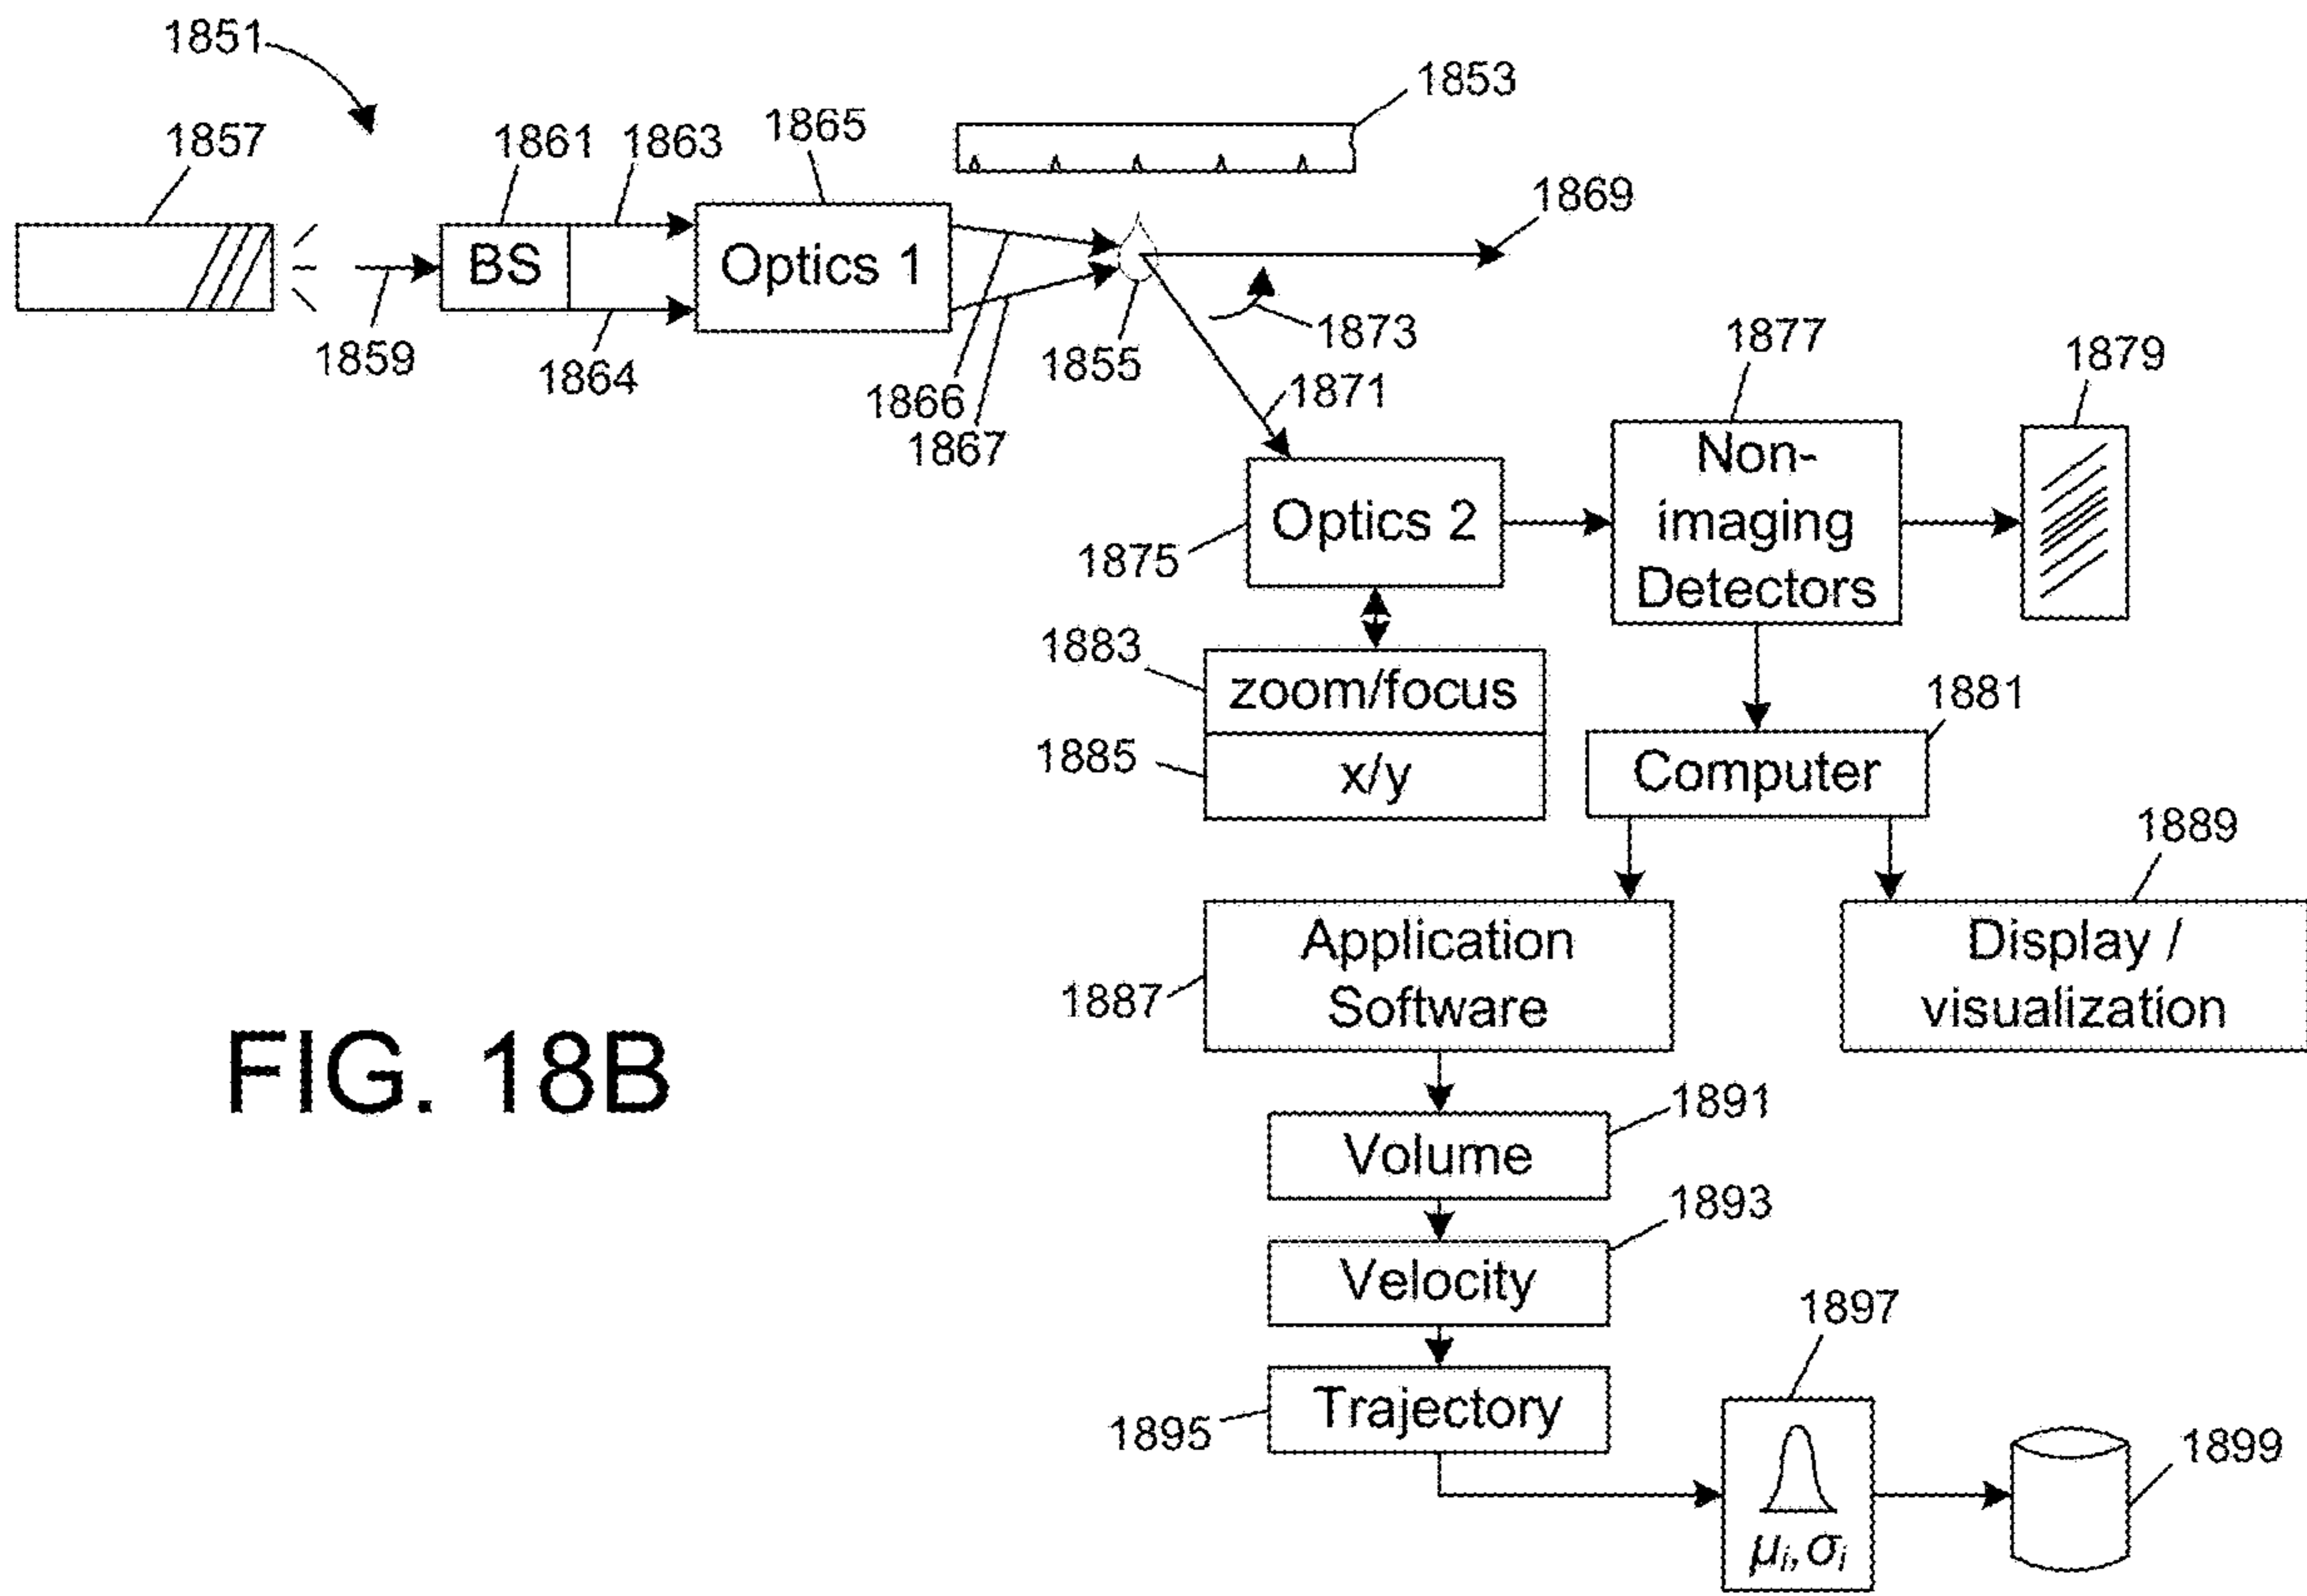 1851
1853
1857
1861
1863
1865
1869
BS
Optics 1
1859
1864
1866
1867
1855
1873
1871
1877
1879
Optics 2
1875
Non-
imaging
Detectors
1883
zoom/focus
1885
x/y
1881
Computer
1889
1887
Application
Software
Display /
visualization
FIG. 18B
1891
Volume
1893
Velocity
1895
Trajectory
1897
μi,σi
1899